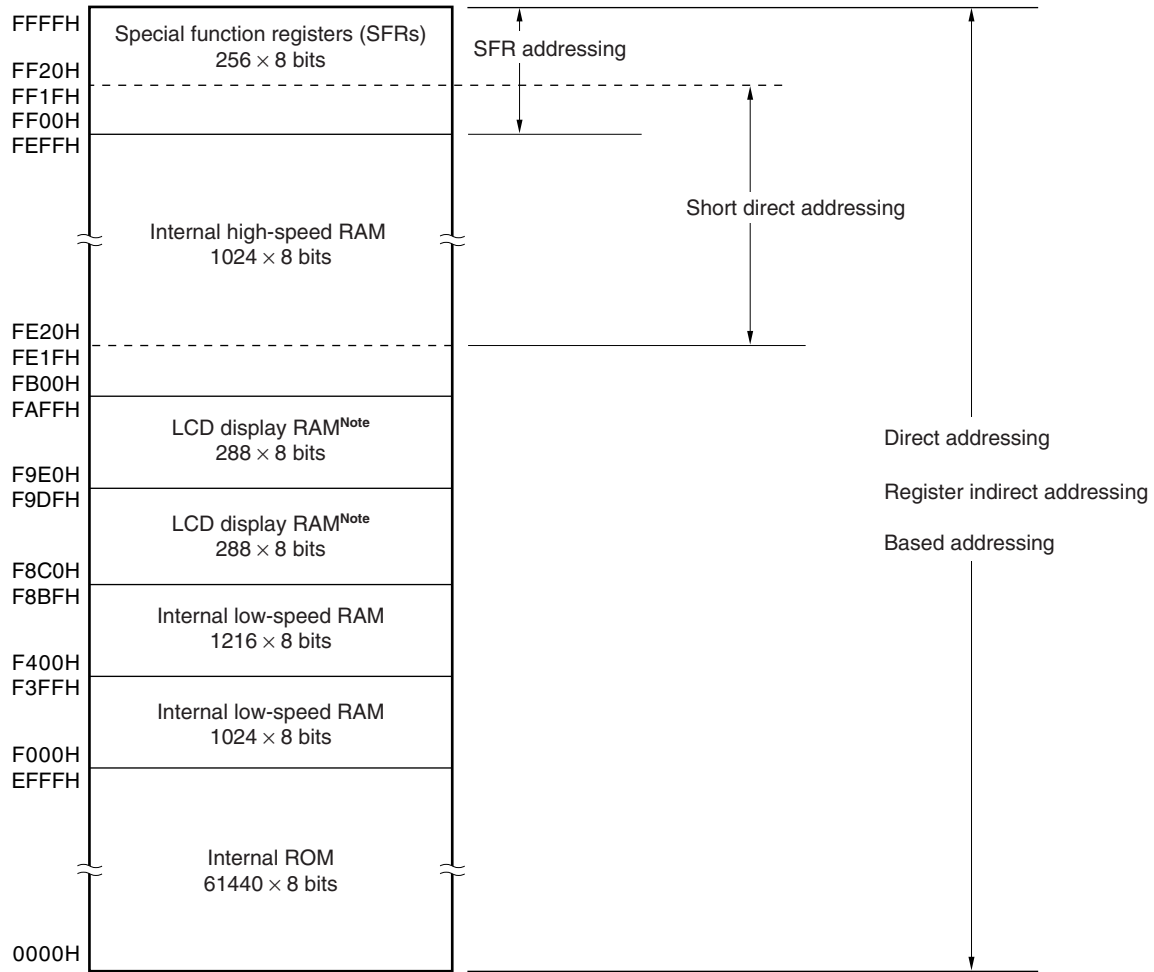 FFFFH
Special function registers (SFRs)
256 × 8 bits
SFR addressing
FF20H
FF1FH
FF00H
FEFFH
Short direct addressing
Internal high-speed RAM
1024 × 8 bits
FE20H
FE1FH
FB00H
FAFFH
LCD display RAMNote
288 × 8 bits
Direct addressing
Register indirect addressing
Based addressing
F9E0H
F9DFH
LCD display RAMNote
288 × 8 bits
F8C0H
F8BFH
Internal low-speed RAM
1216 × 8 bits
F400H
F3FFH
Internal low-speed RAM
1024 × 8 bits
F000H
EFFFH
Internal ROM
61440 × 8 bits
0000H